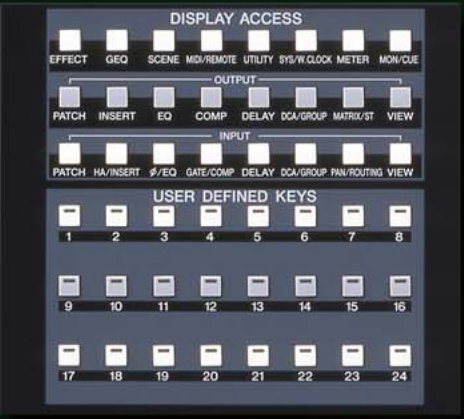 DISPLAY ACCESS
EFFECT GEQ SCENE MIDI/REMOTE UTILITY SYS/W.CLOCK METER MON/CUE
OUTPUT
PATCH INSERT EQ COMP DELAY DCA/GROUP MATRIX/ST VIEW
INPUT
PATCH HA/INSERT ø/EQ GATE/COMP DELAY DCA/GROUP PAN/ROUTING VIEW
USER DEFINED KEYS
1 2 3 4 5 6 7 8
9 10 11 12 13 14 15 16
17 18 19 20 21 22 23 24